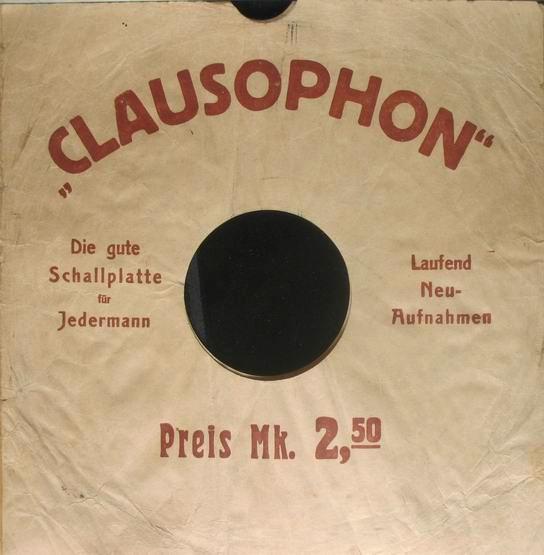 „CLAUSOPHON“
Die gute
Schallplatte
für
Jedermann
Laufend
Neu-
Aufnahmen
Preis Mk. 2,50